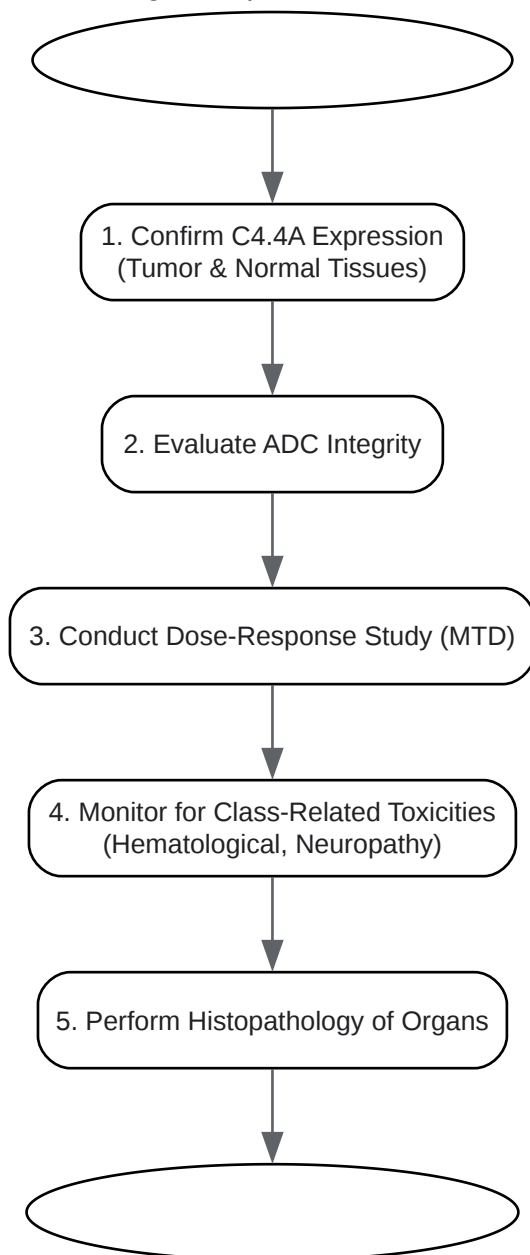 1. Confirm C4.4A Expression
(Tumor & Normal Tissues)
2. Evaluate ADC Integrity
3. Conduct Dose-Response Study (MTD)
4. Monitor for Class-Related Toxicities
(Hematological, Neuropathy)
5. Perform Histopathology of Organs